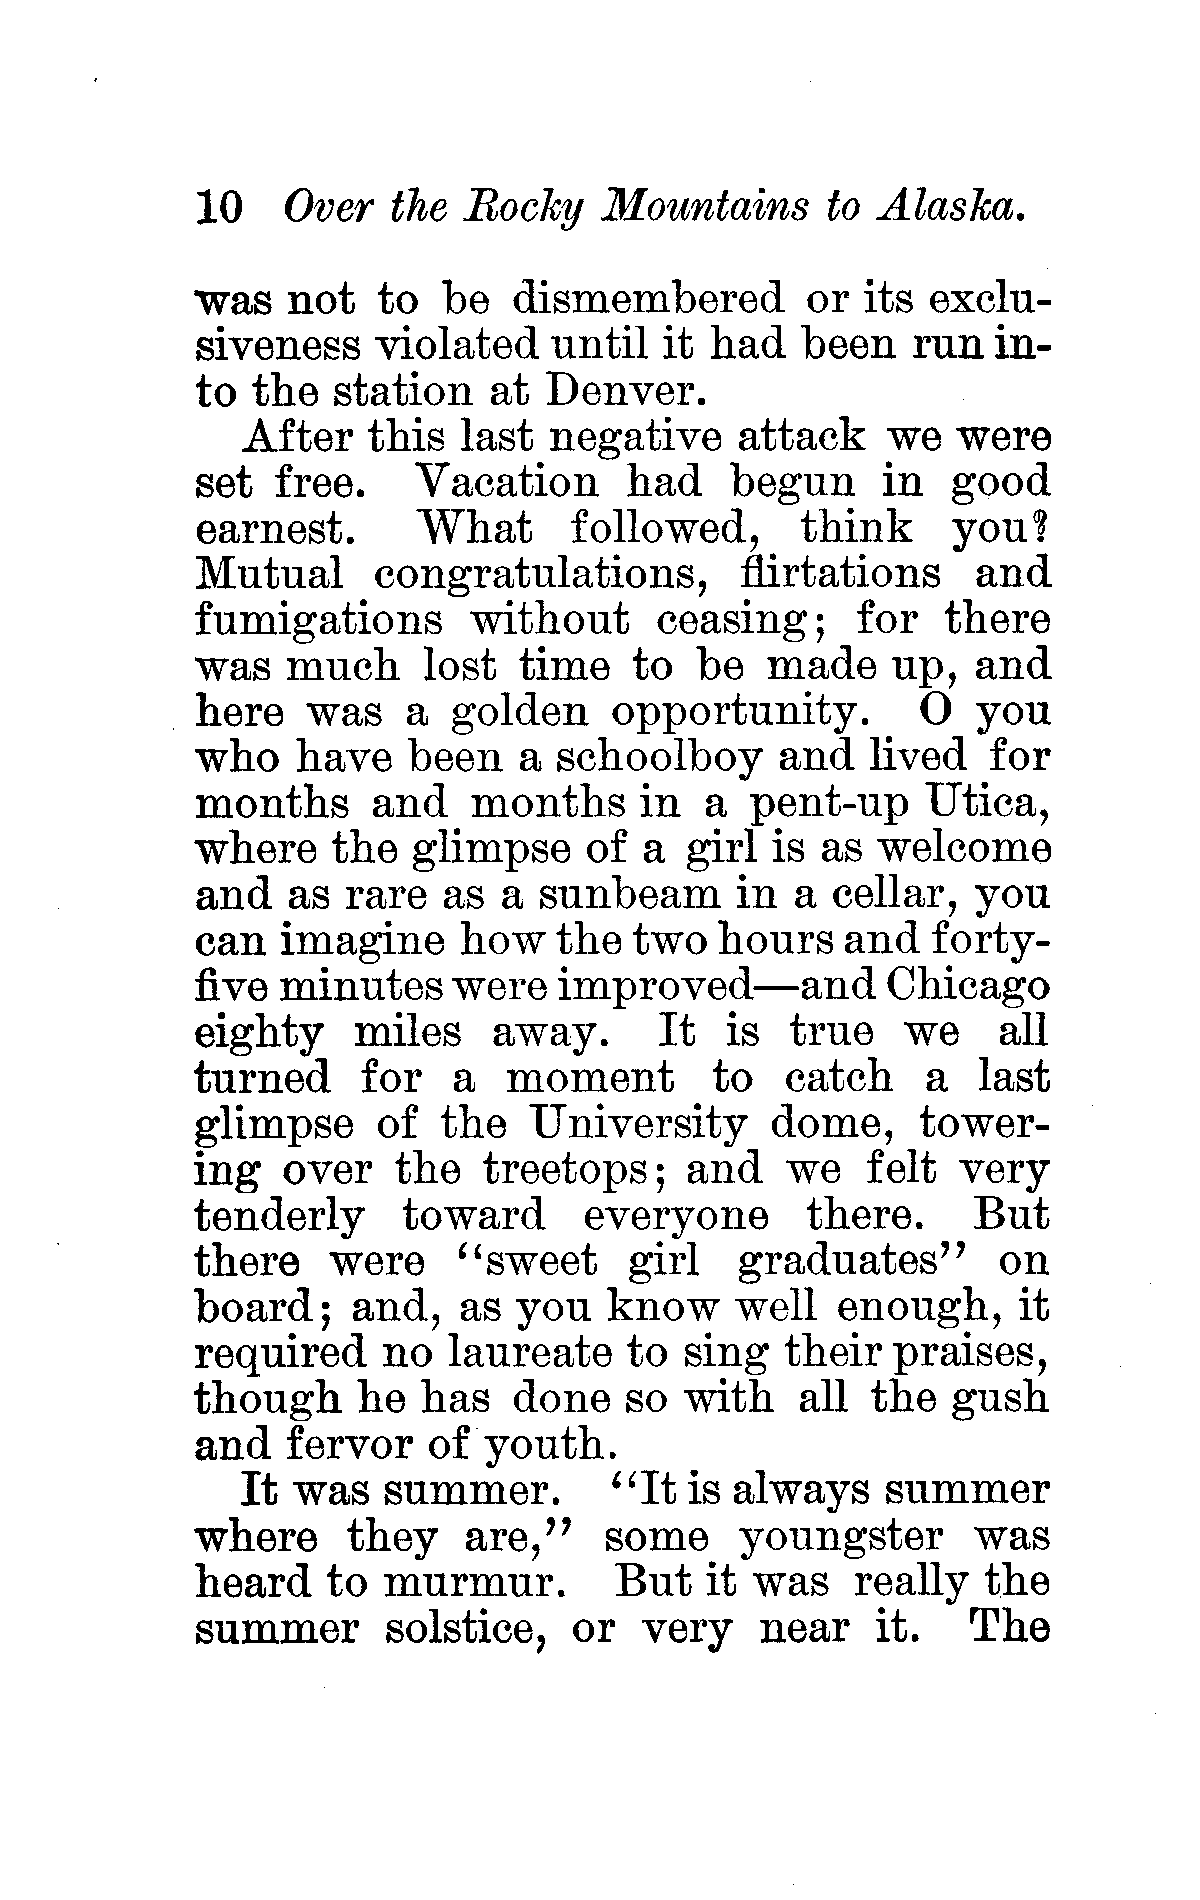 10 Over the Rocky Mountains to Alaska.
was not to be dismembered or its exclu-
siveness violated until it had been run in-
to the station at Denver.
After this last negative attack we were
set free. Vacation had begun in good
earnest. What followed, think you?
Mutual congratulations, flirtations and
fumigations without ceasing; for there
was much lost time to be made up, and
here was a golden opportunity. O you
who have been a schoolboy and lived for
months and months in a pent-up Utica,
where the glimpse of a girl is as welcome
and as rare as a sunbeam in a cellar, you
can imagine how the two hours and forty-
five minutes were improved—and Chicago
eighty miles away. It is true we all
turned for a moment to catch a last
glimpse of the University dome, tower-
ing over the treetops; and we felt very
tenderly toward everyone there. But
there were "sweet girl graduates" on
board; and, as you know well enough, it
required no laureate to sing their praises,
though he has done so with all the gush
and fervor of youth.
It was summer. "It is always summer
where they are," some youngster was
heard to murmur. But it was really the
summer solstice, or very near it. The